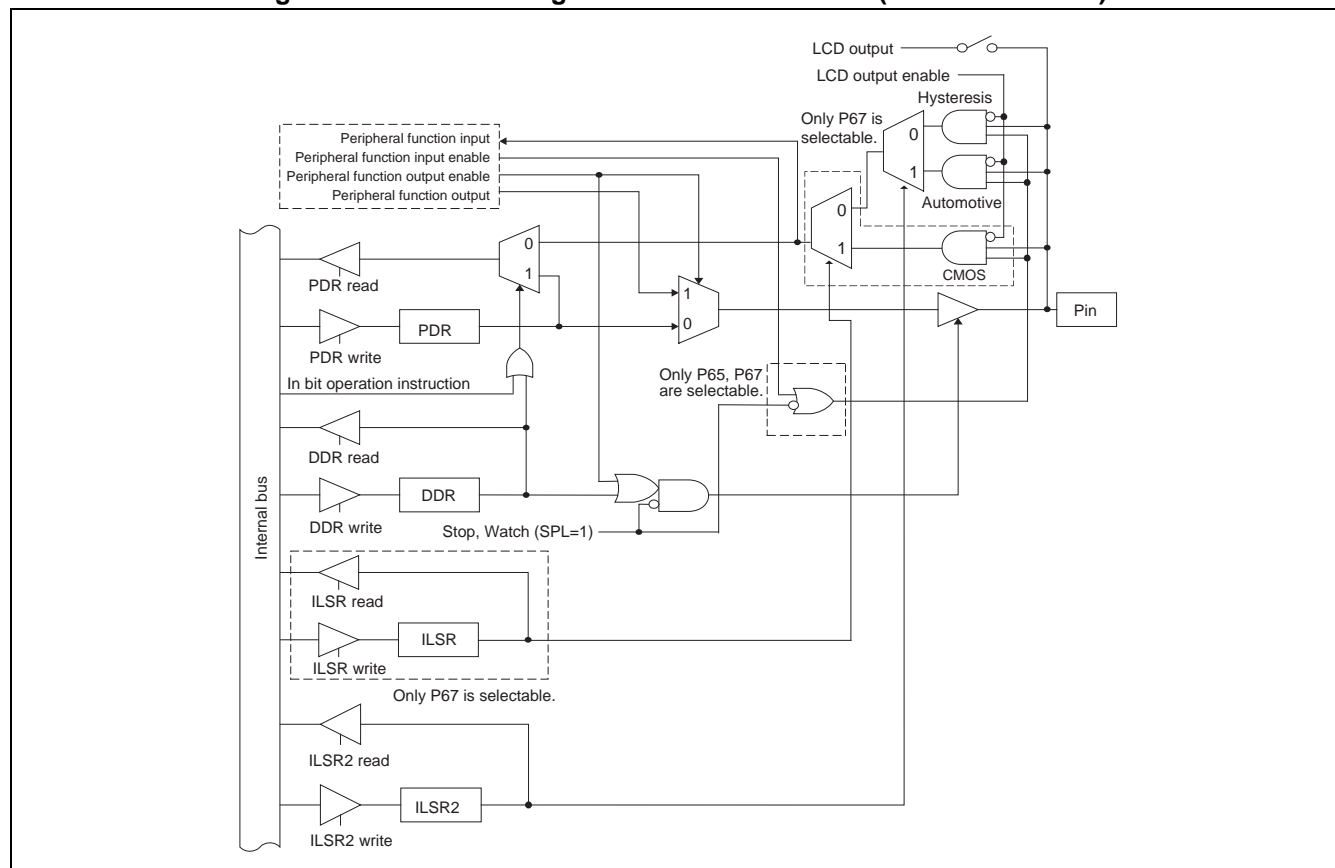 LCD output
LCD output enable
Hysteresis
Only P67 is
selectable.
0
1
Automotive
Peripheral function input
Peripheral function input enable
Peripheral function output enable
Peripheral function output
0
1
CMOS
0
1
PDR read
1
0
Pin
PDR
PDR write
In bit operation instruction
Only P65, P67
are selectable.
DDR read
DDR
DDR write
Stop, Watch (SPL=1)
Internal bus
ILSR read
ILSR
ILSR write
Only P67 is selectable.
ILSR2 read
ILSR2
ILSR2 write